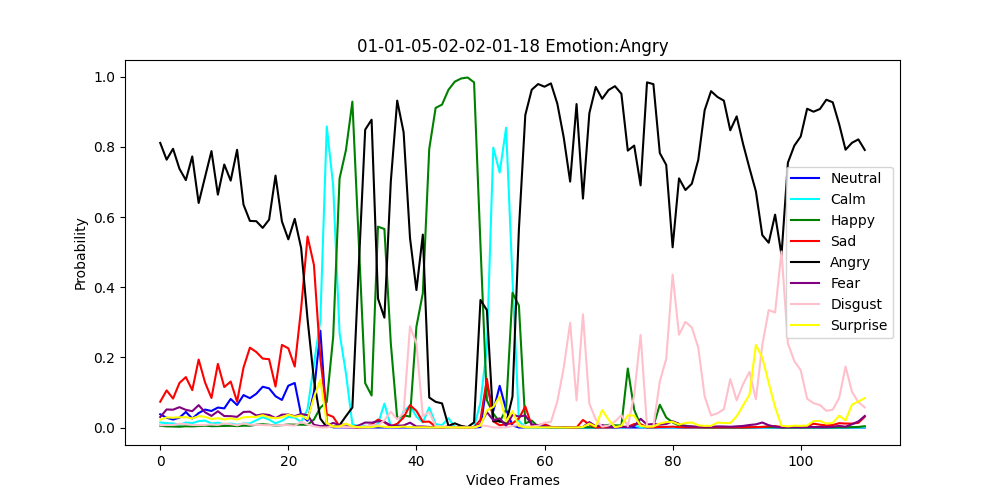 01-01-05-02-02-01-18 Emotion:Angry
Probability
1.0
0.8
0.6
0.4
0.2
0.0
0 20 40 60 80 100
Video Frames
Neutral
Calm
Happy
Sad
Angry
Fear
Disgust
Surprise